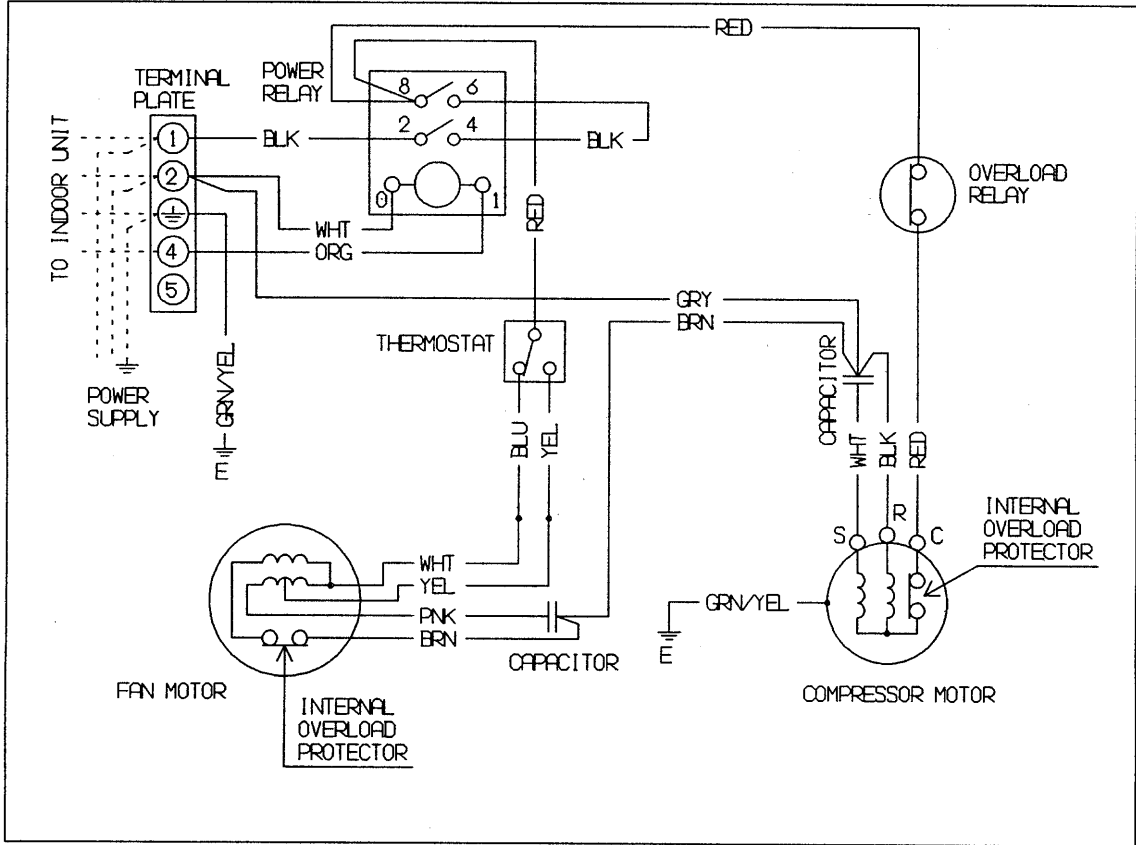 RED
TERMINAL
PLATE
POWER
RELAY
8
6
TO INDOOR UNIT
1
BLK
2
4
BLK
2
OVERLOAD
RELAY
0
1
RED
WHT
4
ORG
5
GRY
BRN
THERMOSTAT
GRN/YEL
CAPACITOR
POWER
SUPPLY
BLU
YEL
WHT
BLK
RED
E
INTERNAL
OVERLOAD
PROTECTOR
S
R
C
WHT
YEL
PNK
BRN
GRN/YEL
E
CAPACITOR
FAN MOTOR
COMPRESSOR MOTOR
INTERNAL
OVERLOAD
PROTECTOR